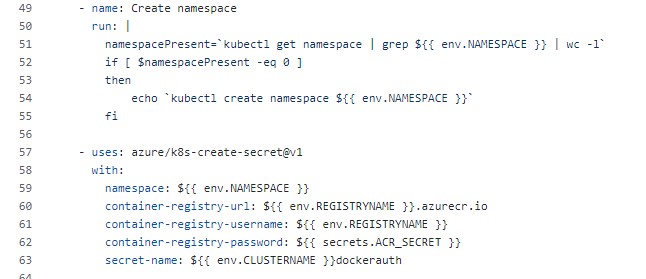 49 - name: Create namespace
50 run: |
51 namespacePresent=`kubectl get namespace | grep ${{ env.NAMESPACE }} | wc -l`
52 if [ $namespacePresent -eq 0 ]
53 then
54 echo `kubectl create namespace ${{ env.NAMESPACE }}`
55 fi
56
57 - uses: azure/k8s-create-secret@v1
58 with:
59 namespace: ${{ env.NAMESPACE }}
60 container-registry-url: ${{ env.REGISTRYNAME }}.azurecr.io
61 container-registry-username: ${{ env.REGISTRYNAME }}
62 container-registry-password: ${{ secrets.ACR_SECRET }}
63 secret-name: ${{ env.CLUSTERNAME }}dockerauth
64